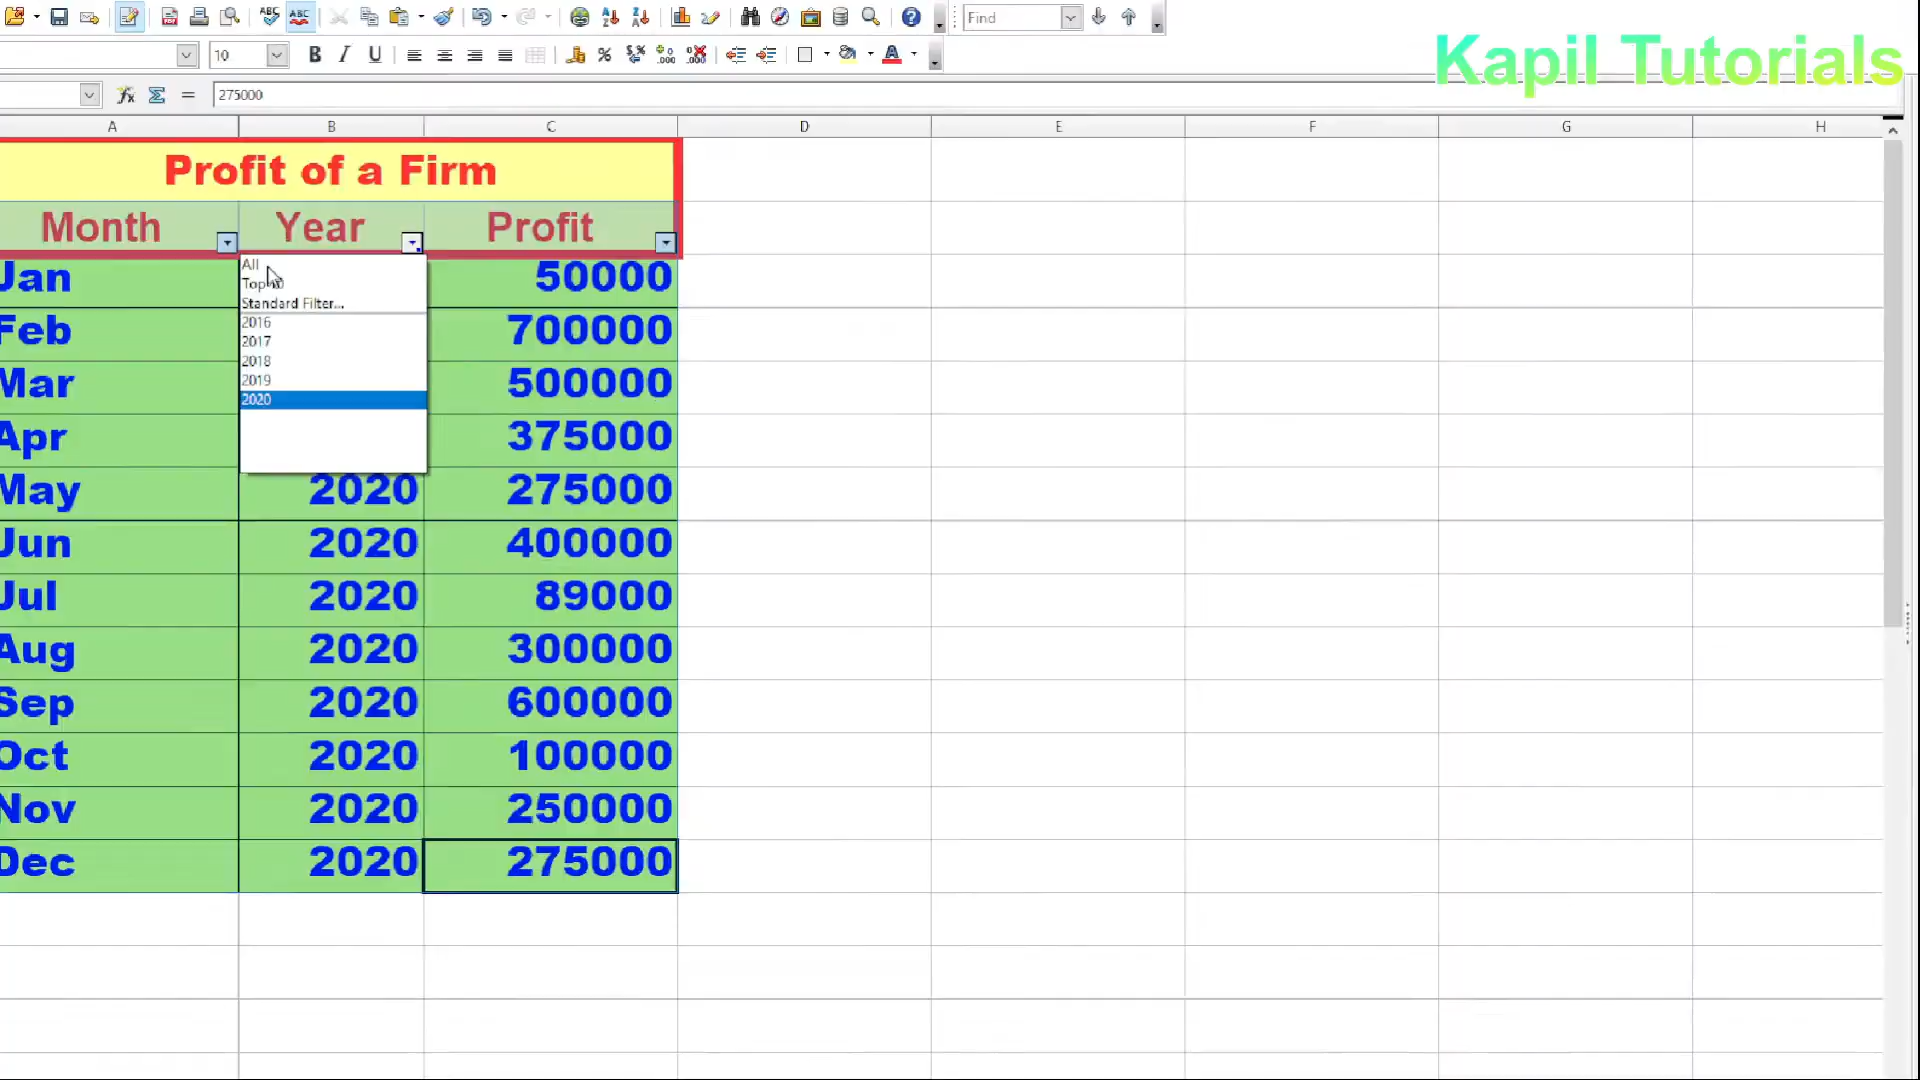 Find
Kapil Tutorials
10
B I U
275000
A B C D E F G H
Profit of a Firm
Month Year Profit
All
Top 10
Standard Filter...
2016
2017
2018
2019
2020
Jan 50000
Feb 700000
Mar 500000
Apr 375000
May 2020 275000
Jun 2020 400000
Jul 2020 89000
Aug 2020 300000
Sep 2020 600000
Oct 2020 100000
Nov 2020 250000
Dec 2020 275000